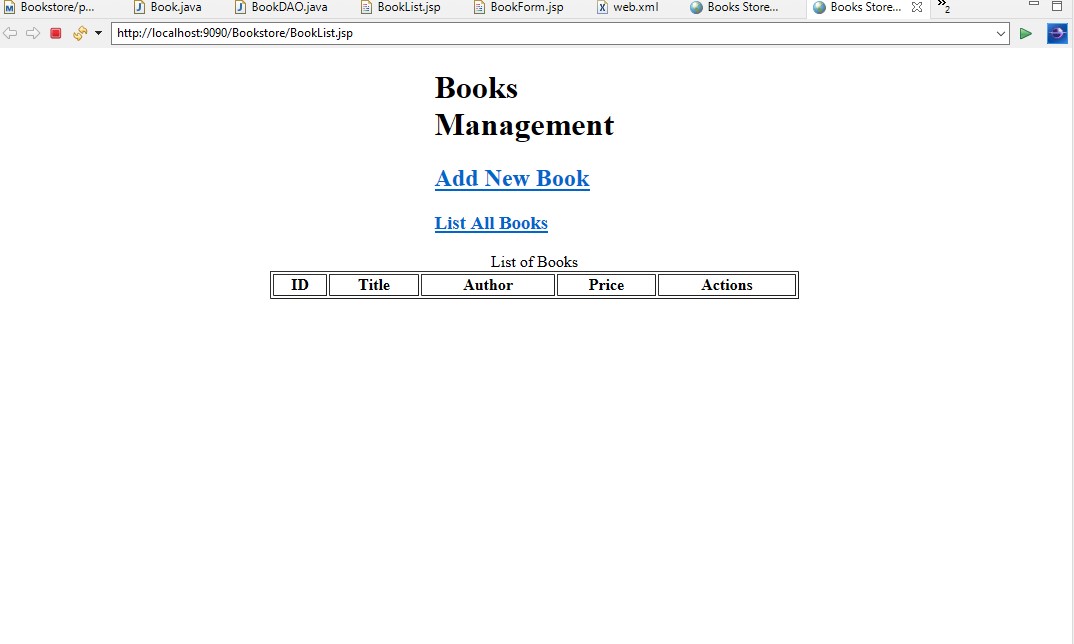 Bookstore/p... Book.java BookDAO.java BookList.jsp BookForm.jsp web.xml Books Store... Books Store... »2
http://localhost:9090/Bookstore/BookList.jsp
Books
Management
Add New Book
List All Books
List of Books
ID Title Author Price Actions